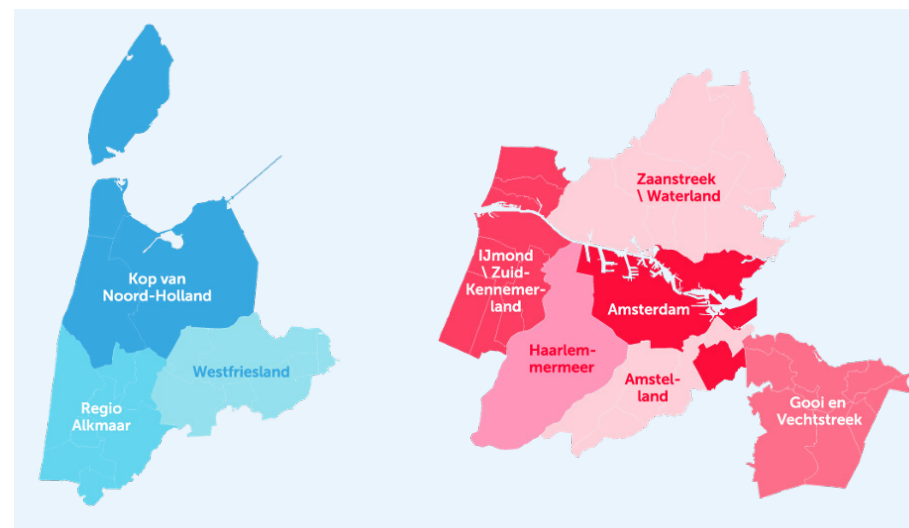 Kop van
Noord-Holland
Westfriesland
Regio
Alkmaar
Zaanstreek
\ Waterland
IJmond
\ Zuid-
Kennemer-
land
Amsterdam
Haarlem-
mermeer
Amstel-
land
Gooi en
Vechtstreek